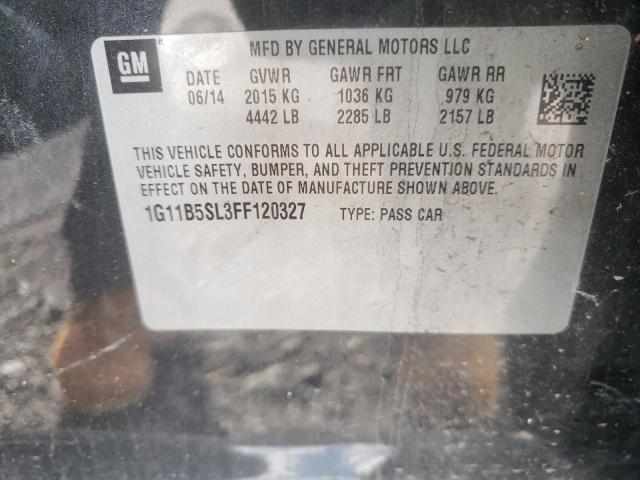 GM
MFD BY GENERAL MOTORS LLC
DATE GVWR GAWR FRT GAWR RR
06/14 2015 KG 1036 KG 979 KG
4442 LB 2285 LB 2157 LB
THIS VEHICLE CONFORMS TO ALL APPLICABLE U.S. FEDERAL MOTOR
VEHICLE SAFETY, BUMPER, AND THEFT PREVENTION STANDARDS IN
EFFECT ON THE DATE OF MANUFACTURE SHOWN ABOVE.
1G11B5SL3FF120327 TYPE: PASS CAR